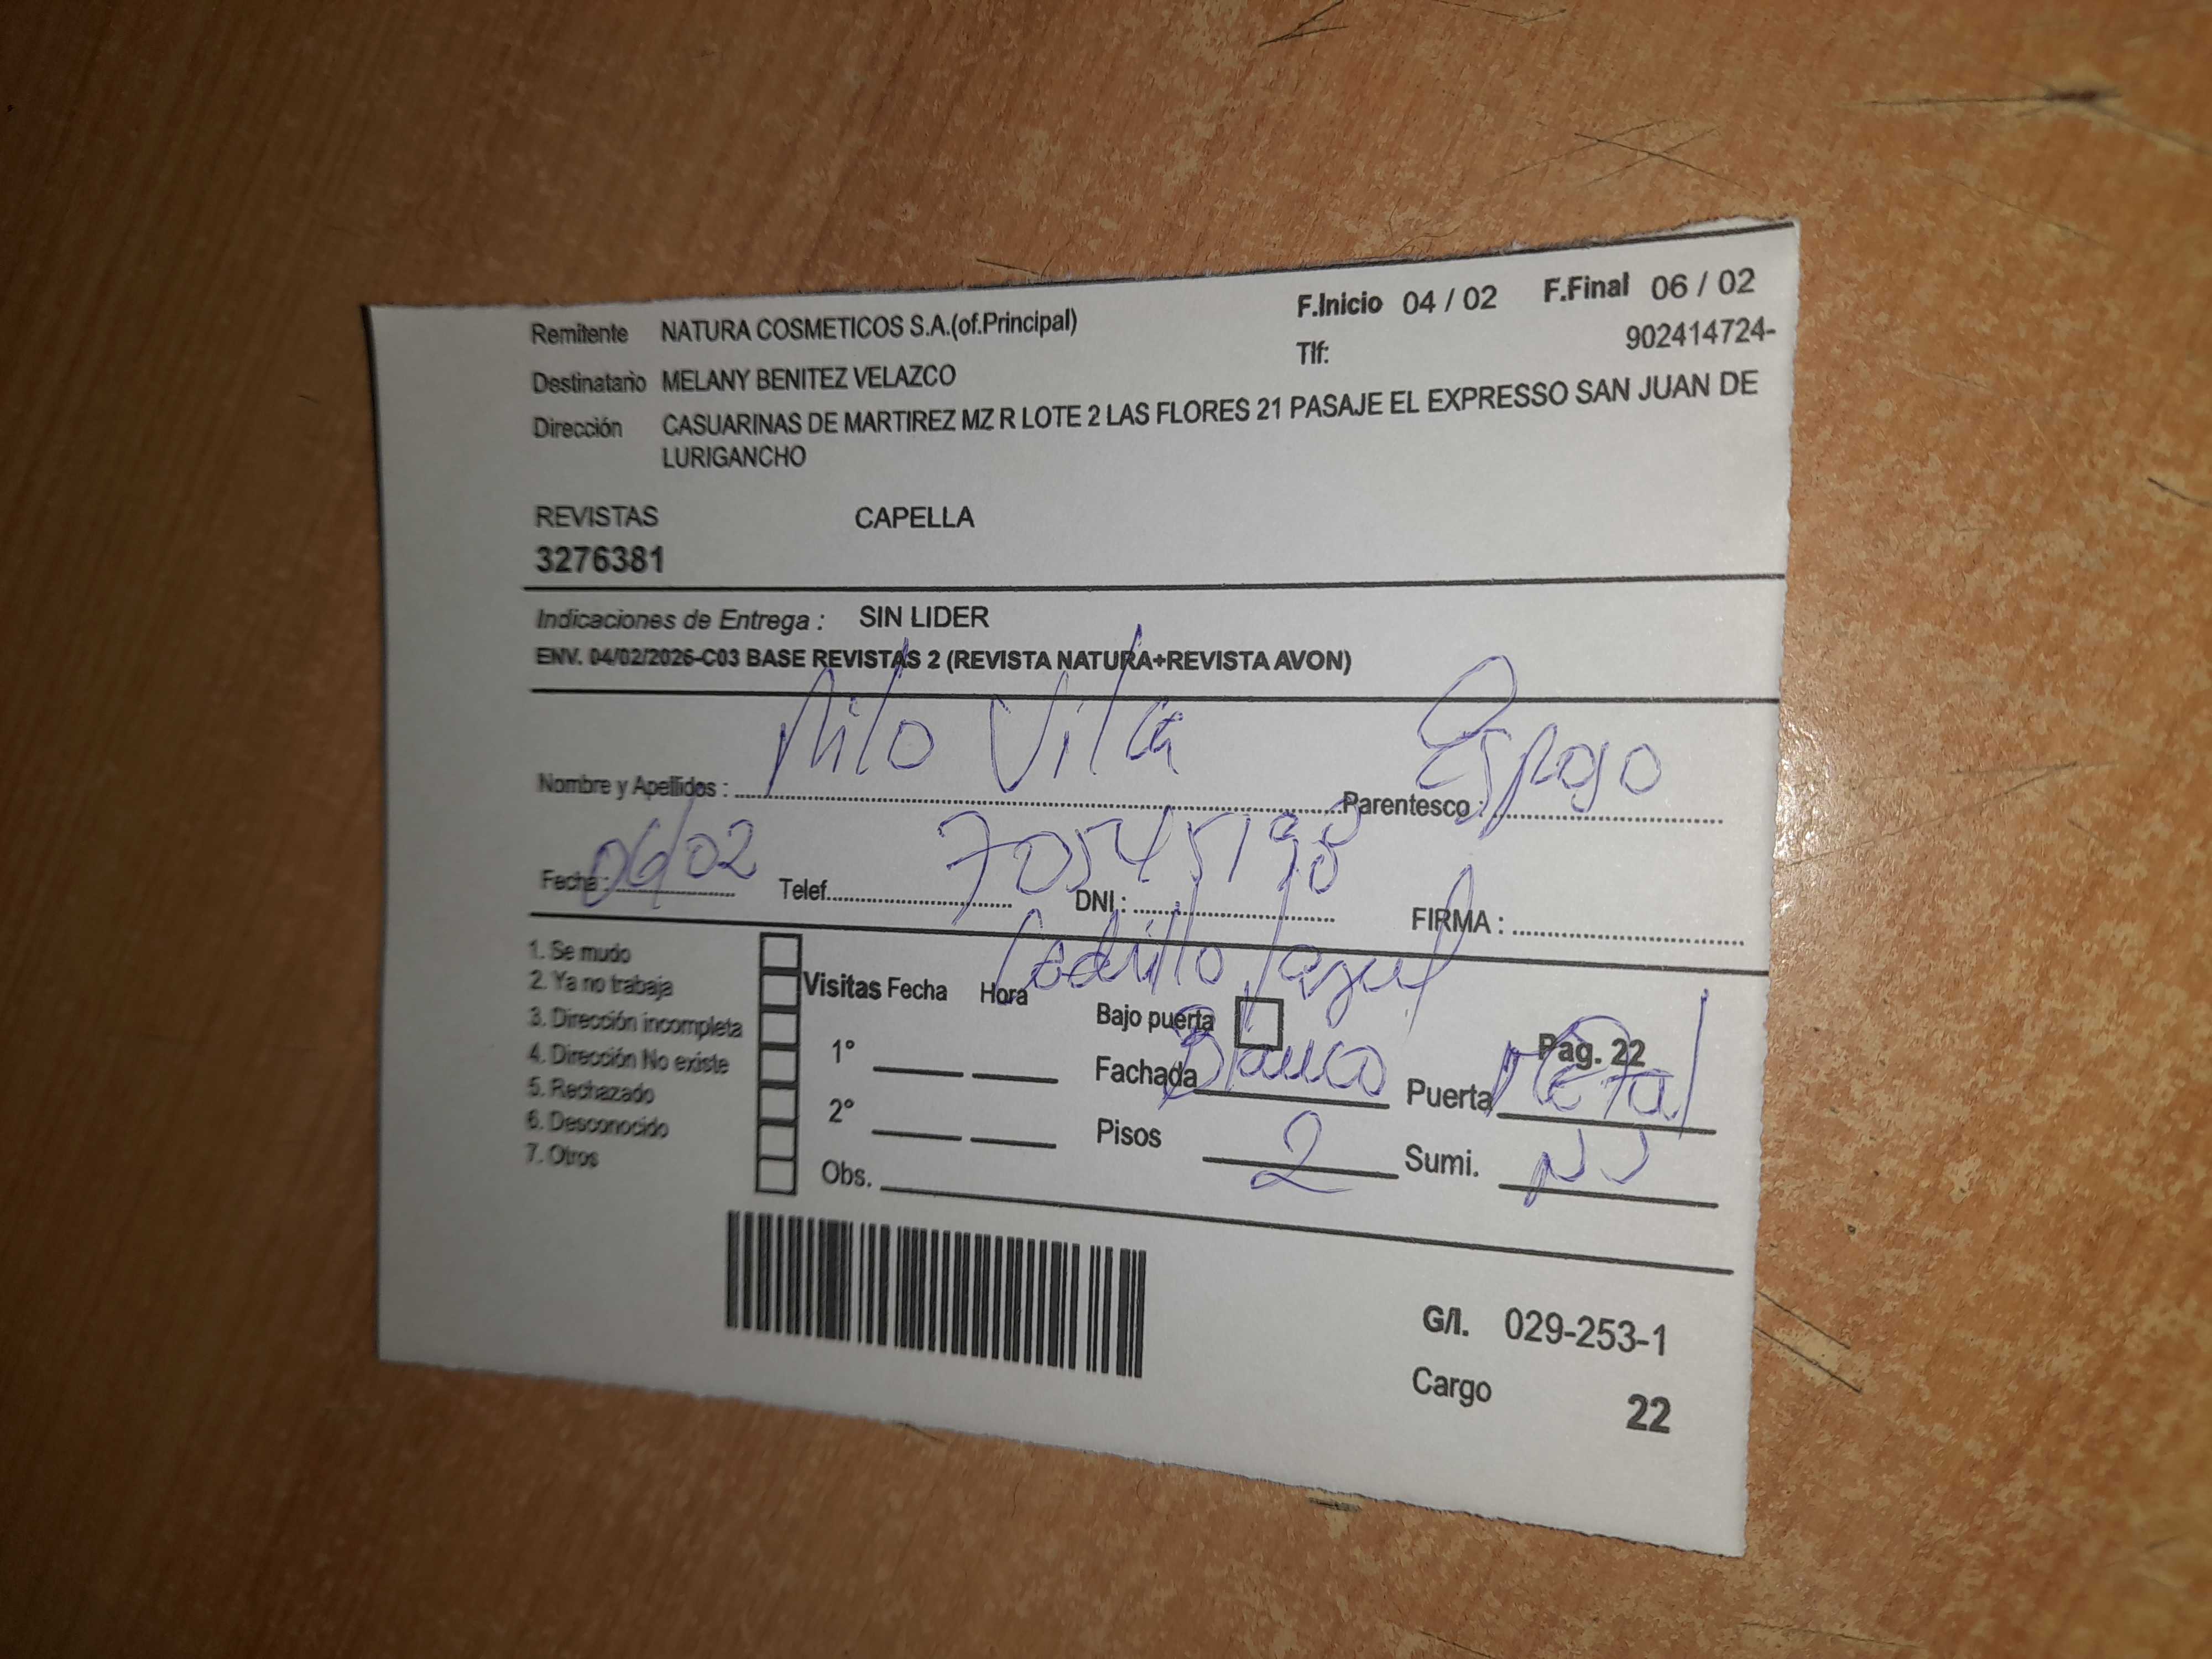 Remitente NATURA COSMETICOS S.A.(of.Principal) F.Inicio 04 / 02 F.Final 06 / 02
Tlf: 902414724-
Destinatario MELANY BENITEZ VELAZCO
Dirección CASUARINAS DE MARTIREZ MZ R LOTE 2 LAS FLORES 21 PASAJE EL EXPRESSO SAN JUAN DE
LURIGANCHO
REVISTAS CAPELLA
3276381
Indicaciones de Entrega : SIN LIDER
ENV. 04/02/2026-C03 BASE REVISTAS 2 (REVISTA NATURA+REVISTA AVON)
Nombre y Apellidos : Nilo Vilca Parentesco : Esposo
Fecha : 06/02 Telef. DNI : 70545198 FIRMA :
Ladrillo / azul
1. Se mudo
2. Ya no trabaja
3. Dirección incompleta
4. Dirección No existe
5. Rechazado
6. Desconocido
7. Otros
Visitas Fecha Hora
1°
2°
Obs.
Bajo puerta Pag. 22
Fachada Blanco Puerta Metal
Pisos 2 Sumi.
G/I. 029-253-1
Cargo 22